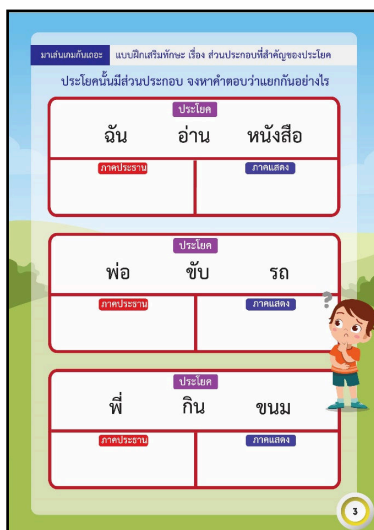 มาเล่นเกมกันเถอะ แบบฝึกเสริมทักษะ เรื่อง ส่วนประกอบที่สำคัญของประโยค
ประโยคนั้นมีส่วนประกอบ จงหาคำตอบว่าแยกกันอย่างไร
ประโยค
ฉัน อ่าน หนังสือ
ภาคประธาน ภาคแสดง
ประโยค
พ่อ ขับ รถ
ภาคประธาน ภาคแสดง
ประโยค
พี่ กิน ขนม
ภาคประธาน ภาคแสดง
3